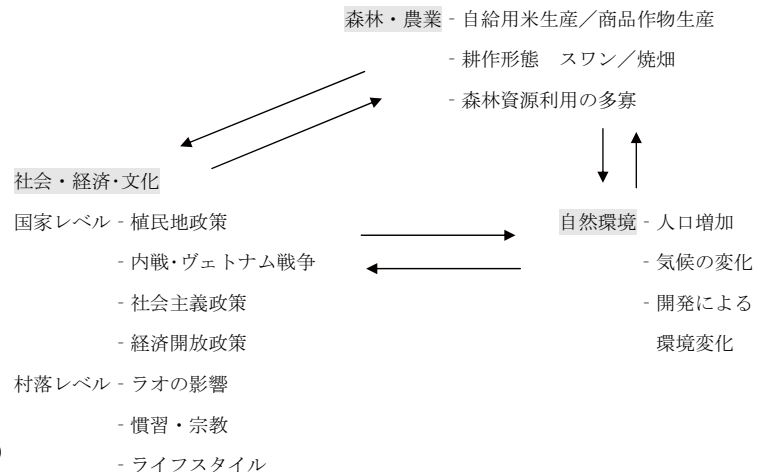 森林・農業 - 自給用米生産／商品作物生産
- 耕作形態　スワン／焼畑
- 森林資源利用の多寡
社会・経済・文化
国家レベル - 植民地政策
- 内戦・ヴェトナム戦争
- 社会主義政策
- 経済開放政策
村落レベル - ラオの影響
- 慣習・宗教
- ライフスタイル
自然環境 - 人口増加
- 気候の変化
- 開発による
環境変化
)